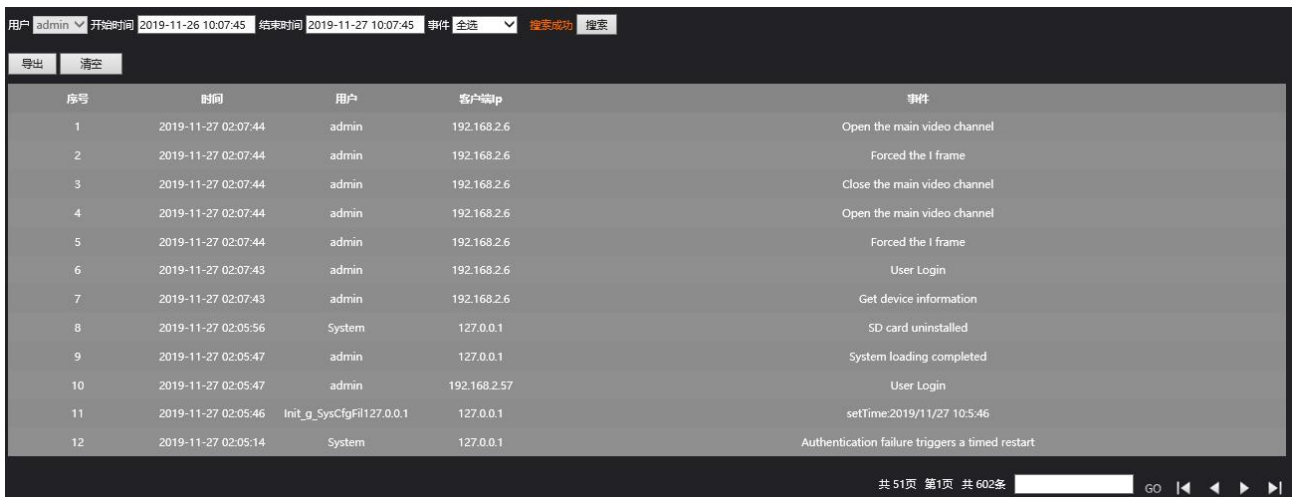 用户 admin 开始时间 2019-11-26 10:07:45 结束时间 2019-11-27 10:07:45 事件 全选 搜索成功 搜索
导出 清空
序号 时间 用户 客户端Ip 事件
1 2019-11-27 02:07:44 admin 192.168.2.6 Open the main video channel
2 2019-11-27 02:07:44 admin 192.168.2.6 Forced the I frame
3 2019-11-27 02:07:44 admin 192.168.2.6 Close the main video channel
4 2019-11-27 02:07:44 admin 192.168.2.6 Open the main video channel
5 2019-11-27 02:07:44 admin 192.168.2.6 Forced the I frame
6 2019-11-27 02:07:43 admin 192.168.2.6 User Login
7 2019-11-27 02:07:43 admin 192.168.2.6 Get device information
8 2019-11-27 02:05:56 System 127.0.0.1 SD card uninstalled
9 2019-11-27 02:05:47 admin 127.0.0.1 System loading completed
10 2019-11-27 02:05:47 admin 192.168.2.57 User Login
11 2019-11-27 02:05:46 Init_g_SysCfgFil127.0.0.1 127.0.0.1 setTime:2019/11/27 10:5:46
12 2019-11-27 02:05:14 System 127.0.0.1 Authentication failure triggers a timed restart
共 51页 第1页 共 602条 GO